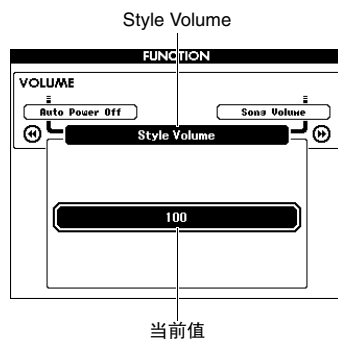 Style Volume
FUNCTION
VOLUME
Auto Power Off
Song Volume
Style Volume
100
当前值